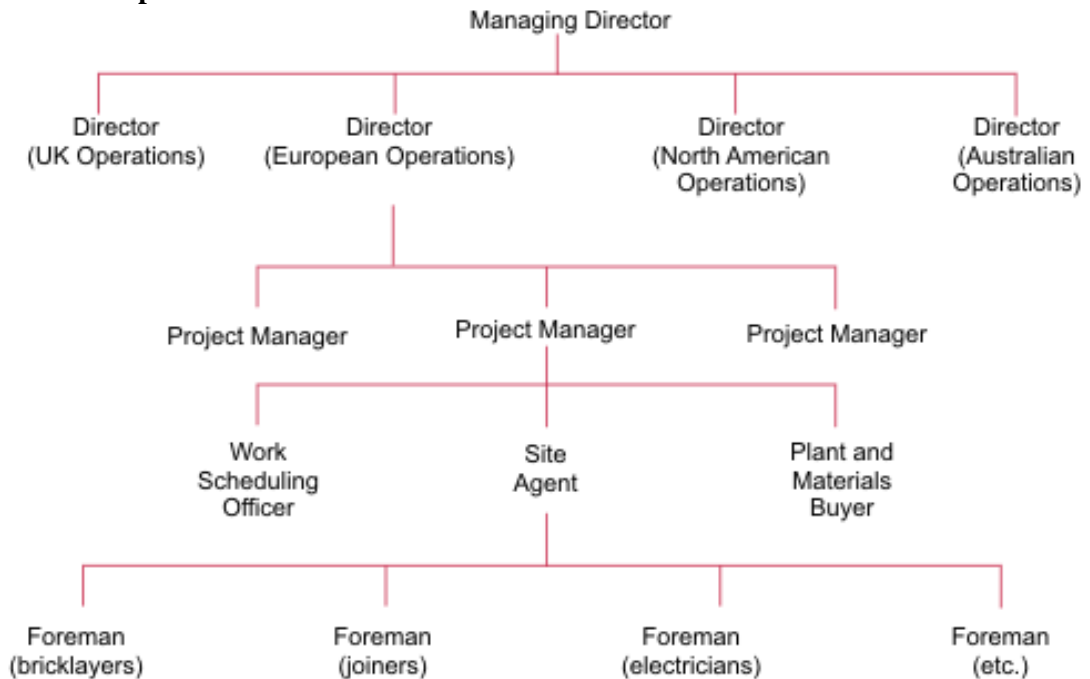 Managing Director
Director
(UK Operations)
Director
(European Operations)
Director
(North American
Operations)
Director
(Australian
Operations)
Project Manager
Project Manager
Project Manager
Work
Scheduling
Officer
Site
Agent
Plant and
Materials
Buyer
Foreman
(bricklayers)
Foreman
(joiners)
Foreman
(electricians)
Foreman
(etc.)